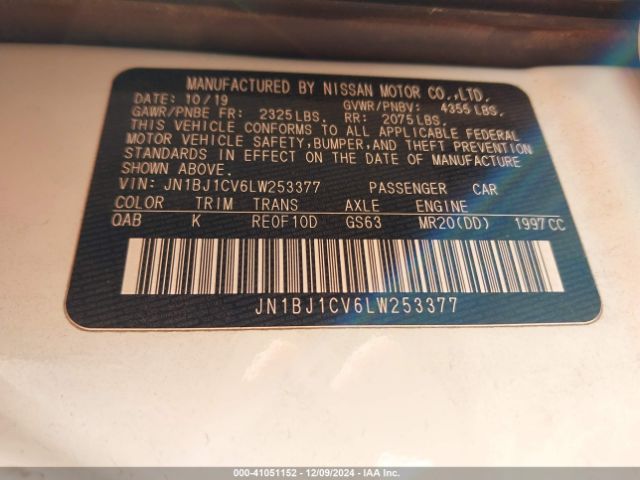 MANUFACTURED BY NISSAN MOTOR CO.,LTD.
DATE: 10/19 GVWR/PNBV: 4355 LBS.
GAWR/PNBE FR: 2325LBS. RR: 2075 LBS.
THIS VEHICLE CONFORMS TO ALL APPLICABLE FEDERAL
MOTOR VEHICLE SAFETY, BUMPER, AND THEFT PREVENTION
STANDARDS IN EFFECT ON THE DATE OF MANUFACTURE
SHOWN ABOVE.
VIN: JN1BJ1CV6LW253377 PASSENGER CAR
COLOR TRIM TRANS AXLE ENGINE
QAB K RE0F10D GS63 MR20(DD) 1997CC
JN1BJ1CV6LW253377
000-41051152 - 12/09/2024 - IAA Inc.